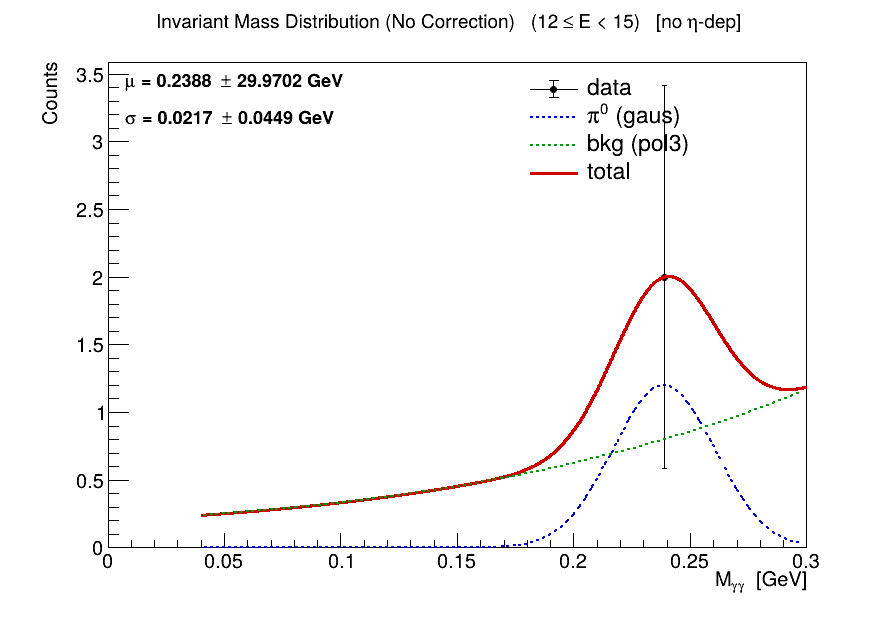 Invariant Mass Distribution (No Correction) (12 ≤ E < 15) [no η-dep]
Counts
μ = 0.2388 ± 29.9702 GeV
σ = 0.0217 ± 0.0449 GeV
data
π⁰ (gaus)
bkg (pol3)
total
3.5
3
2.5
2
1.5
1
0.5
0
0 0.05 0.1 0.15 0.2 0.25 0.3
M_γγ [GeV]